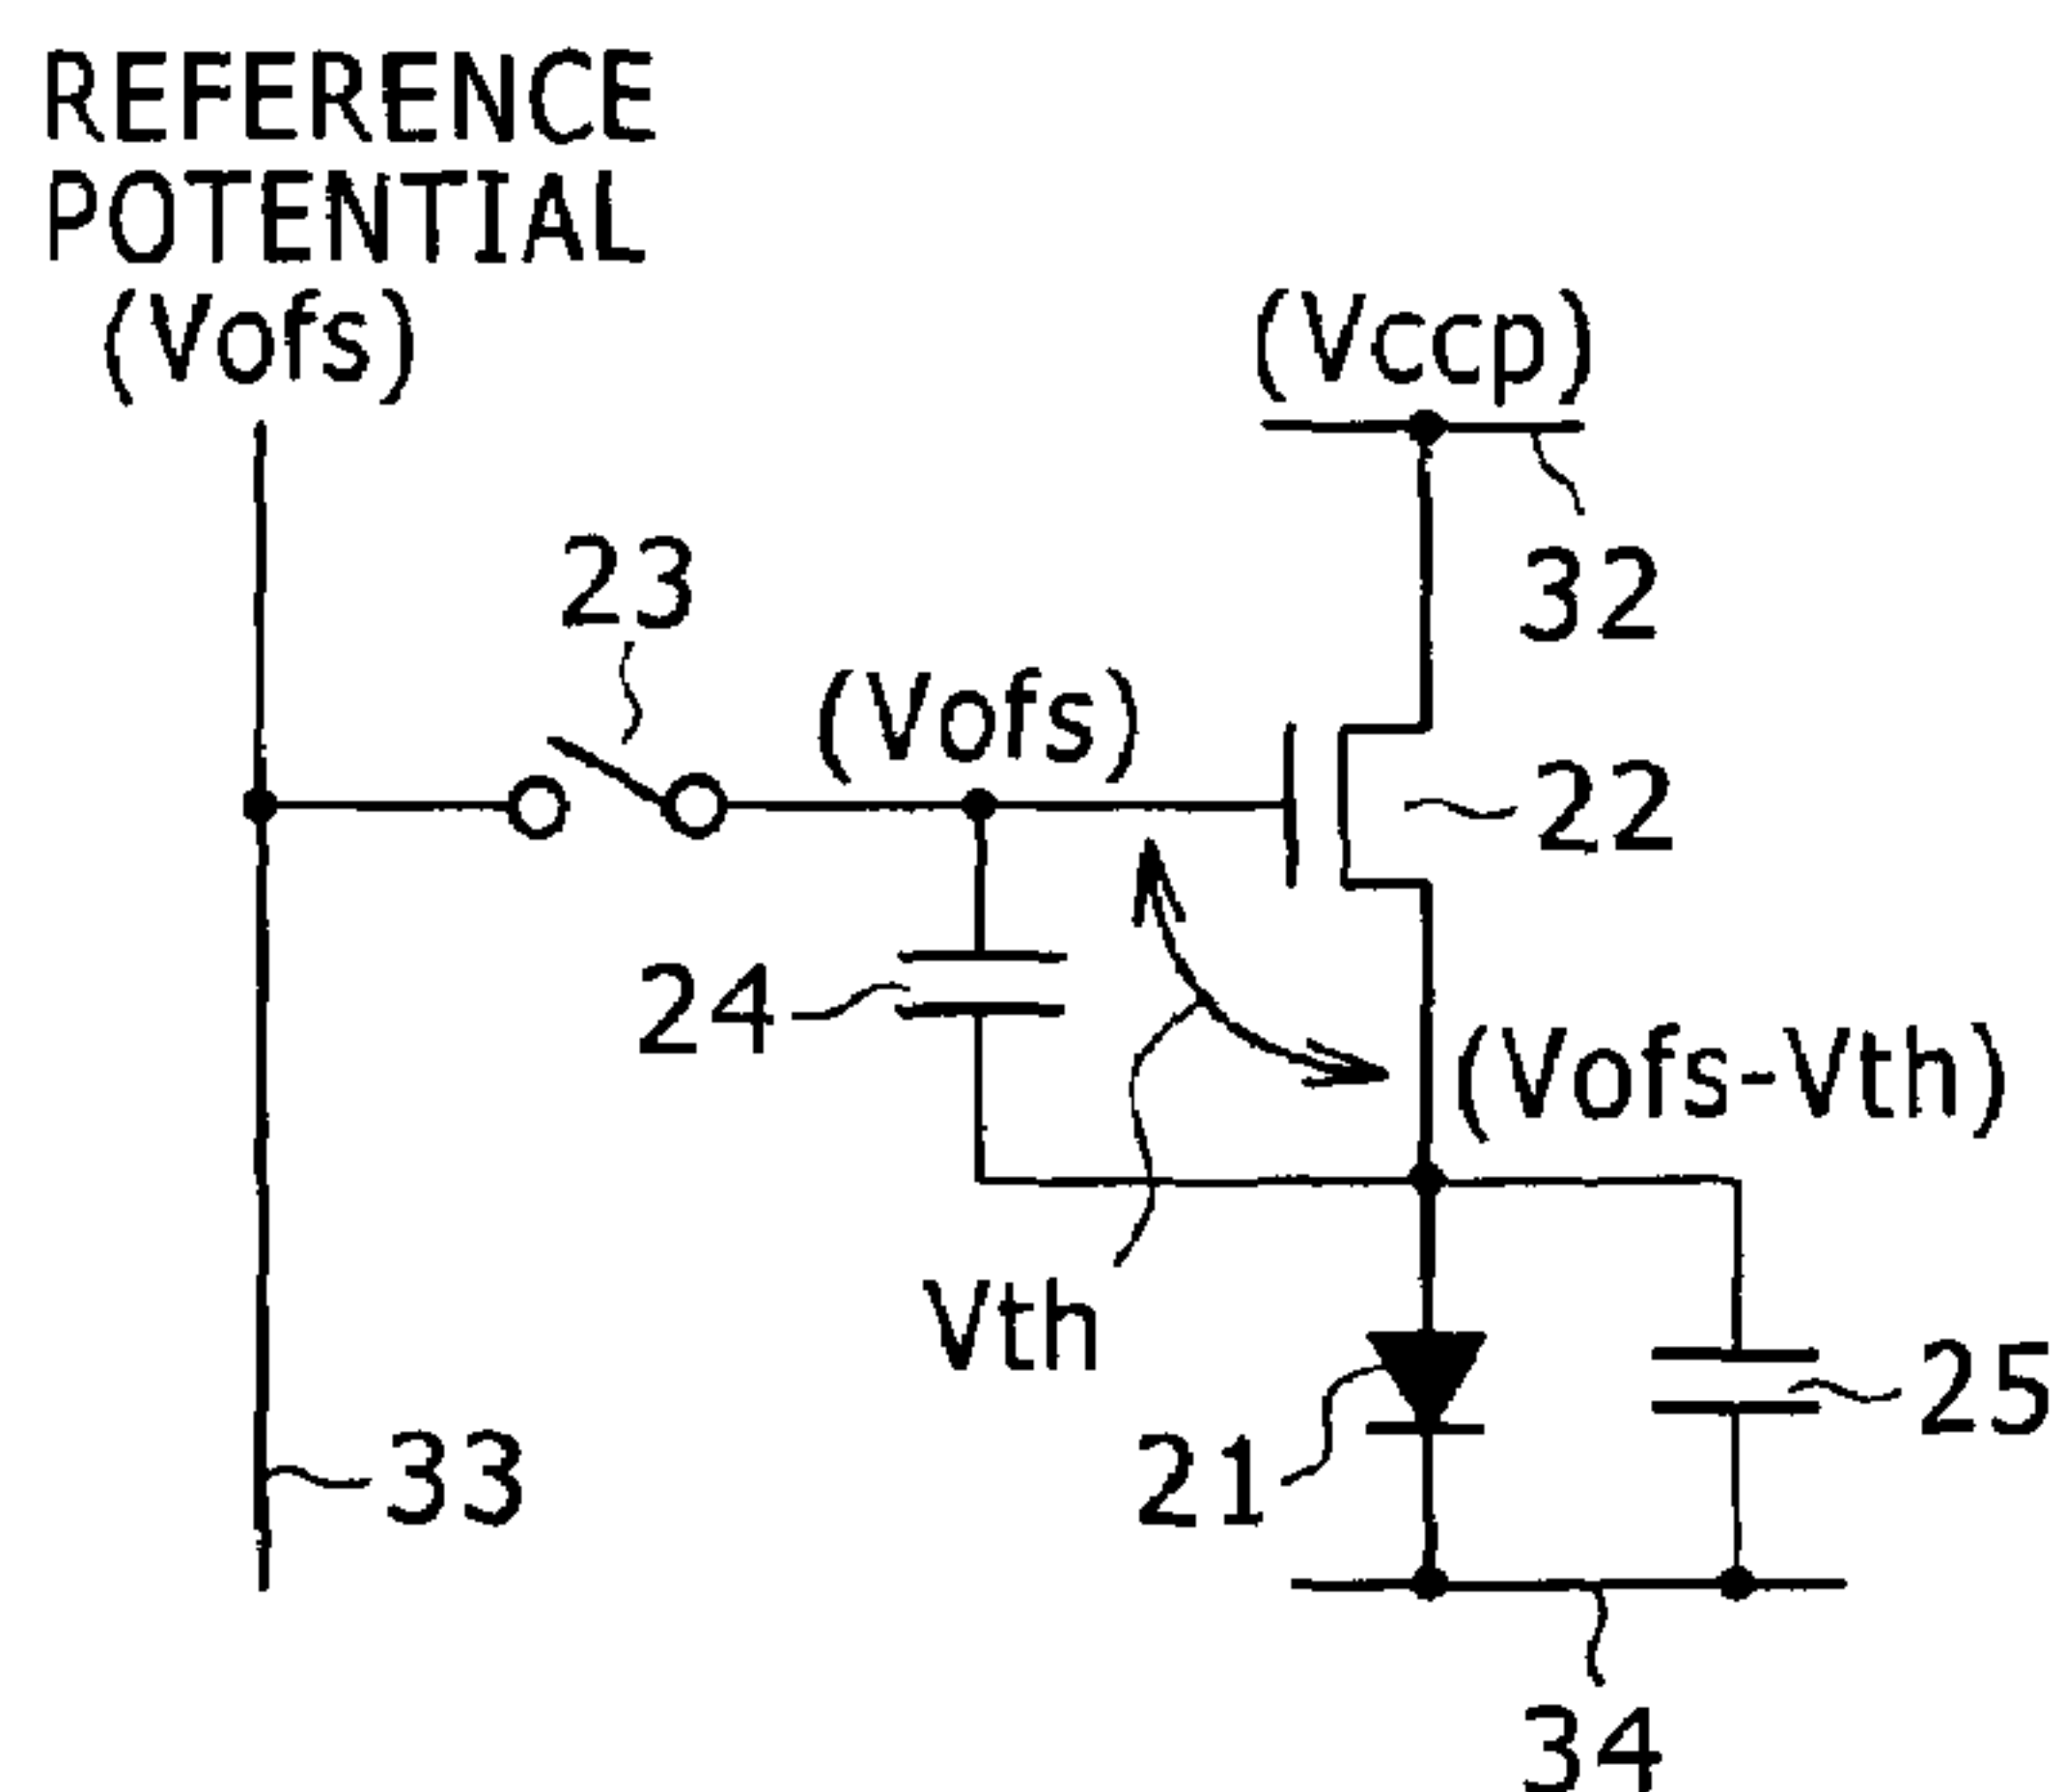 REFERENCE
POTENTIAL
(Vofs)
(Vccp)
32
23
(Vofs)
22
24
(Vofs-Vth)
Vth
25
21
33
34